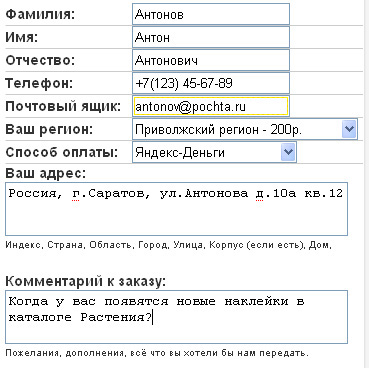 Фамилия: Антонов
Имя: Антон
Отчество: Антонович
Телефон: +7(123) 45-67-89
Почтовый ящик: antonov@pochta.ru
Ваш регион: Приволжский регион - 200р.
Способ оплаты: Яндекс-Деньги
Ваш адрес:
Россия, г.Саратов, ул.Антонова д.10а кв.12
Индекс, Страна, Область, Город, Улица, Корпус (если есть), Дом,
Комментарий к заказу:
Когда у вас появятся новые наклейки в
каталоге Растения?
Пожелания, дополнения, всё что вы хотели бы нам передать.